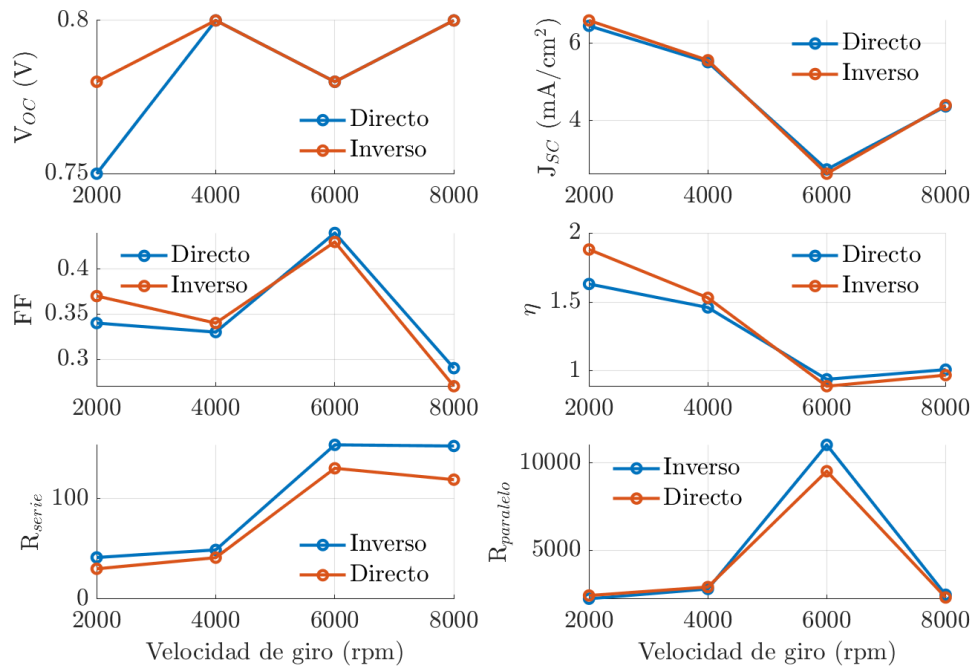 0.8
V_OC (V)
0.75
Directo
Inverso
2000 4000 6000 8000
6
J_SC (mA/cm²)
4
Directo
Inverso
2000 4000 6000 8000
0.4
FF
0.35
0.3
Directo
Inverso
2000 4000 6000 8000
2
1.5
η
1
Directo
Inverso
2000 4000 6000 8000
100
R_serie
0
Inverso
Directo
2000 4000 6000 8000
Velocidad de giro (rpm)
10000
R_paralelo
5000
Inverso
Directo
2000 4000 6000 8000
Velocidad de giro (rpm)